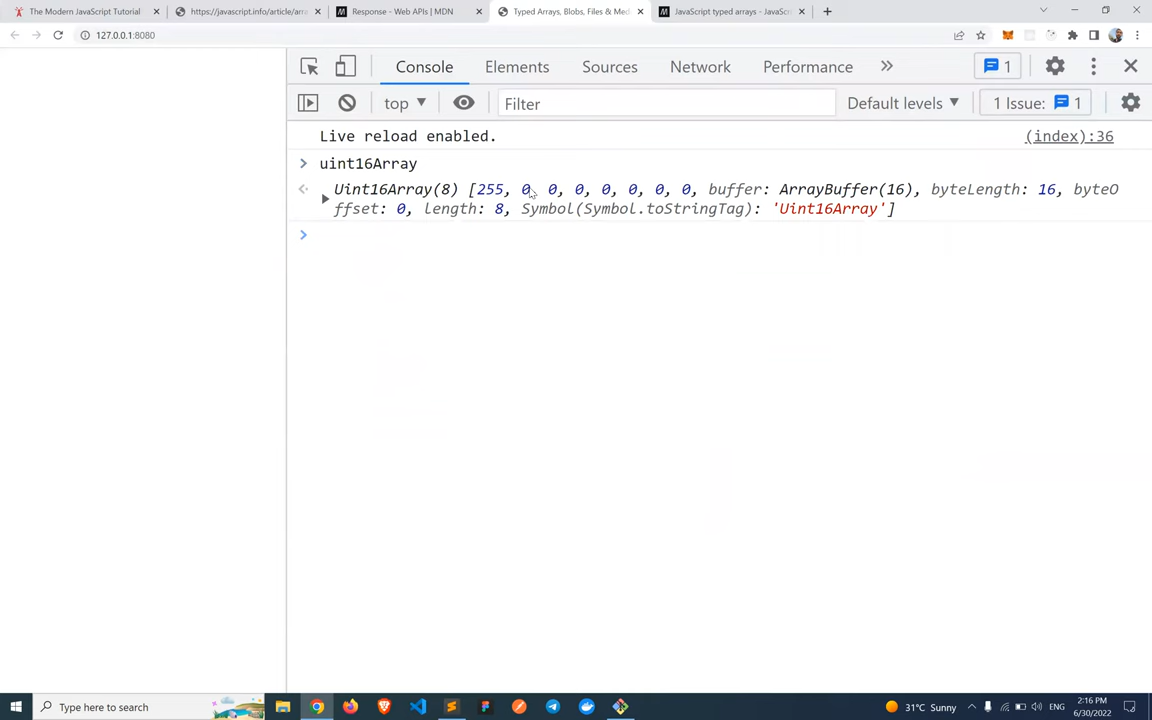 The Modern JavaScript Tutorial
https://javascript.info/article/arra
Response - Web APIs | MDN
Typed Arrays, Blobs, Files & Med
JavaScript typed arrays - JavaSc
127.0.0.1:8080
Console Elements Sources Network Performance » 1
top ▼ Filter Default levels ▼ 1 Issue: 1
Live reload enabled. (index):36
> uint16Array
Uint16Array(8) [255, 0, 0, 0, 0, 0, 0, 0, buffer: ArrayBuffer(16), byteLength: 16, byteO
ffset: 0, length: 8, Symbol(Symbol.toStringTag): 'Uint16Array']
>
Type here to search
31°C Sunny
ENG
2:16 PM
6/30/2022